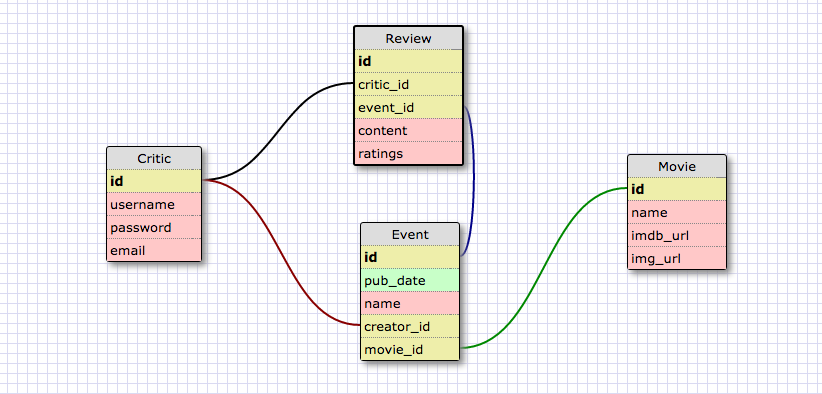 Review
id
critic_id
event_id
content
ratings
Critic
id
username
password
email
Event
id
pub_date
name
creator_id
movie_id
Movie
id
name
imdb_url
img_url